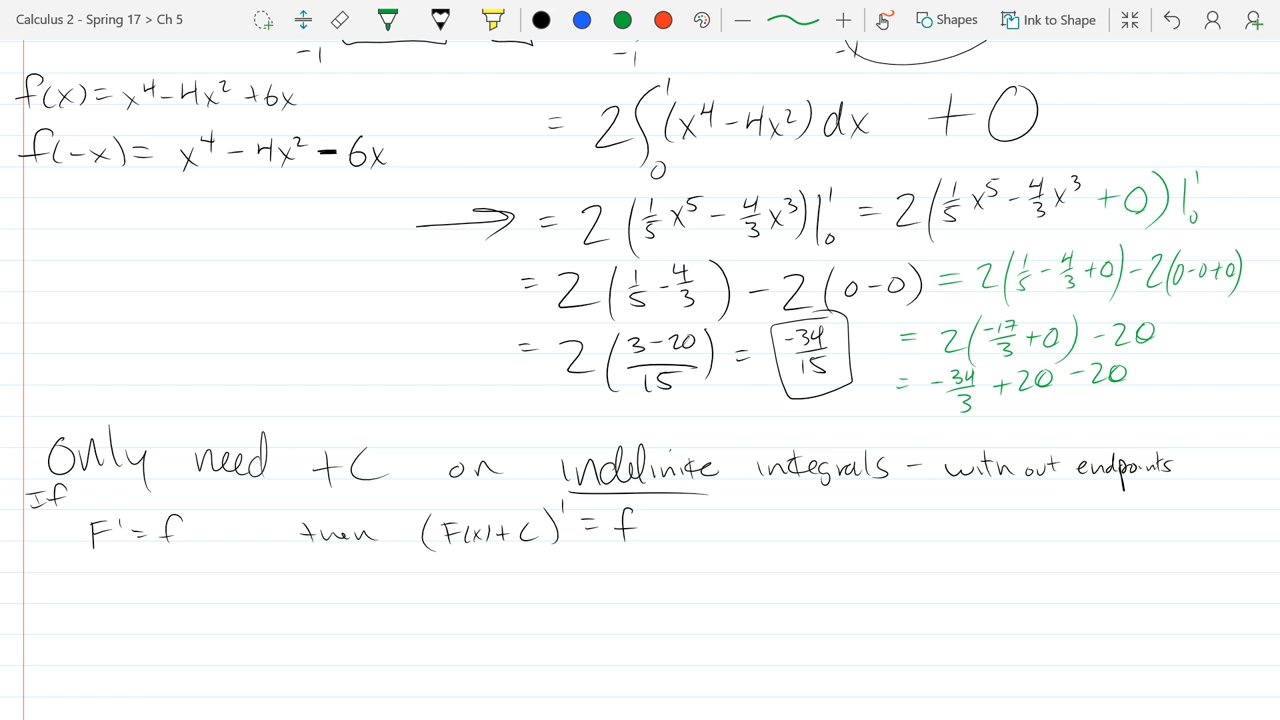 Calculus 2 - Spring 17 > Ch 5 Shapes Ink to Shape
-1 -1
f(x) = x⁴ - 4x² + 6x
= 2∫₀¹ (x⁴ - 4x²) dx + 0
f(-x) = x⁴ - 4x² - 6x
= 2(1/5 x⁵ - 4/3 x³)|₀¹ = 2(1/5 x⁵ - 4/3 x³ + 0)|₀¹
= 2(1/5 - 4/3) - 2(0-0) = 2(1/5 - 4/3 + 0) - 2(0-0+0)
= 2((3-20)/15) = -34/15 = 2(-17/3 + 0) - 20
= -34/3 + 20 - 20
Only need +C on indefinite integrals - without endpoints
If
F' = f then (F(x)+C)' = f